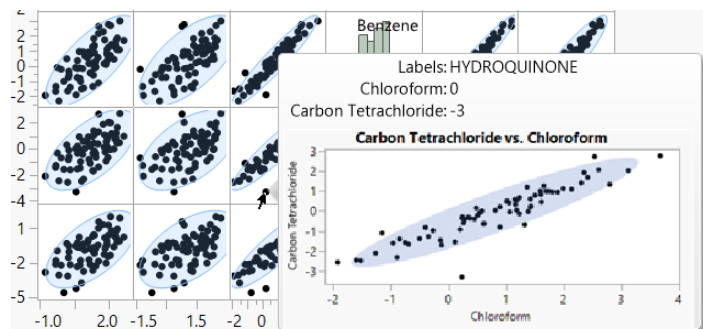 Benzene
2
1
0
-2
Labels: HYDROQUINONE
Chloroform: 0
Carbon Tetrachloride: -3
2
0
-2
-4
Carbon Tetrachloride vs. Chloroform
Carbon Tetrachloride
3
2
1
0
-1
-2
-3
-2 -1 0 1 2 3 4
Chloroform
1
-2
-5
-1.0 2.0 -1.5 1.5 -2 0